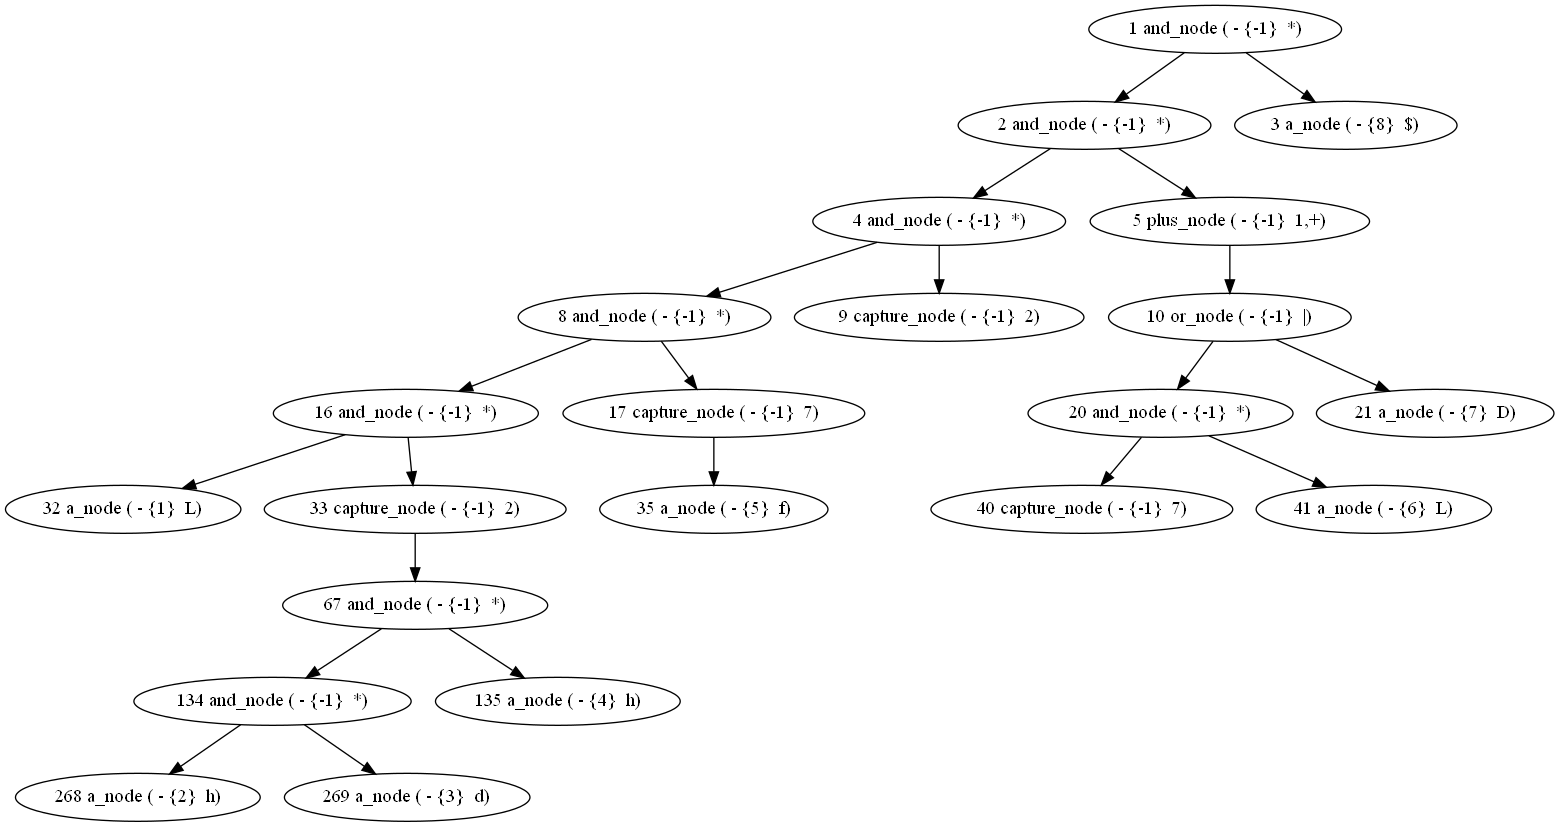 1 and_node ( - {-1}  *)
2 and_node ( - {-1}  *)
3 a_node ( - {8}  $)
4 and_node ( - {-1}  *)
5 plus_node ( - {-1}  1,+)
8 and_node ( - {-1}  *)
9 capture_node ( - {-1}  2)
10 or_node ( - {-1}  |)
16 and_node ( - {-1}  *)
17 capture_node ( - {-1}  7)
20 and_node ( - {-1}  *)
21 a_node ( - {7}  D)
32 a_node ( - {1}  L)
33 capture_node ( - {-1}  2)
35 a_node ( - {5}  f)
40 capture_node ( - {-1}  7)
41 a_node ( - {6}  L)
67 and_node ( - {-1}  *)
134 and_node ( - {-1}  *)
135 a_node ( - {4}  h)
268 a_node ( - {2}  h)
269 a_node ( - {3}  d)